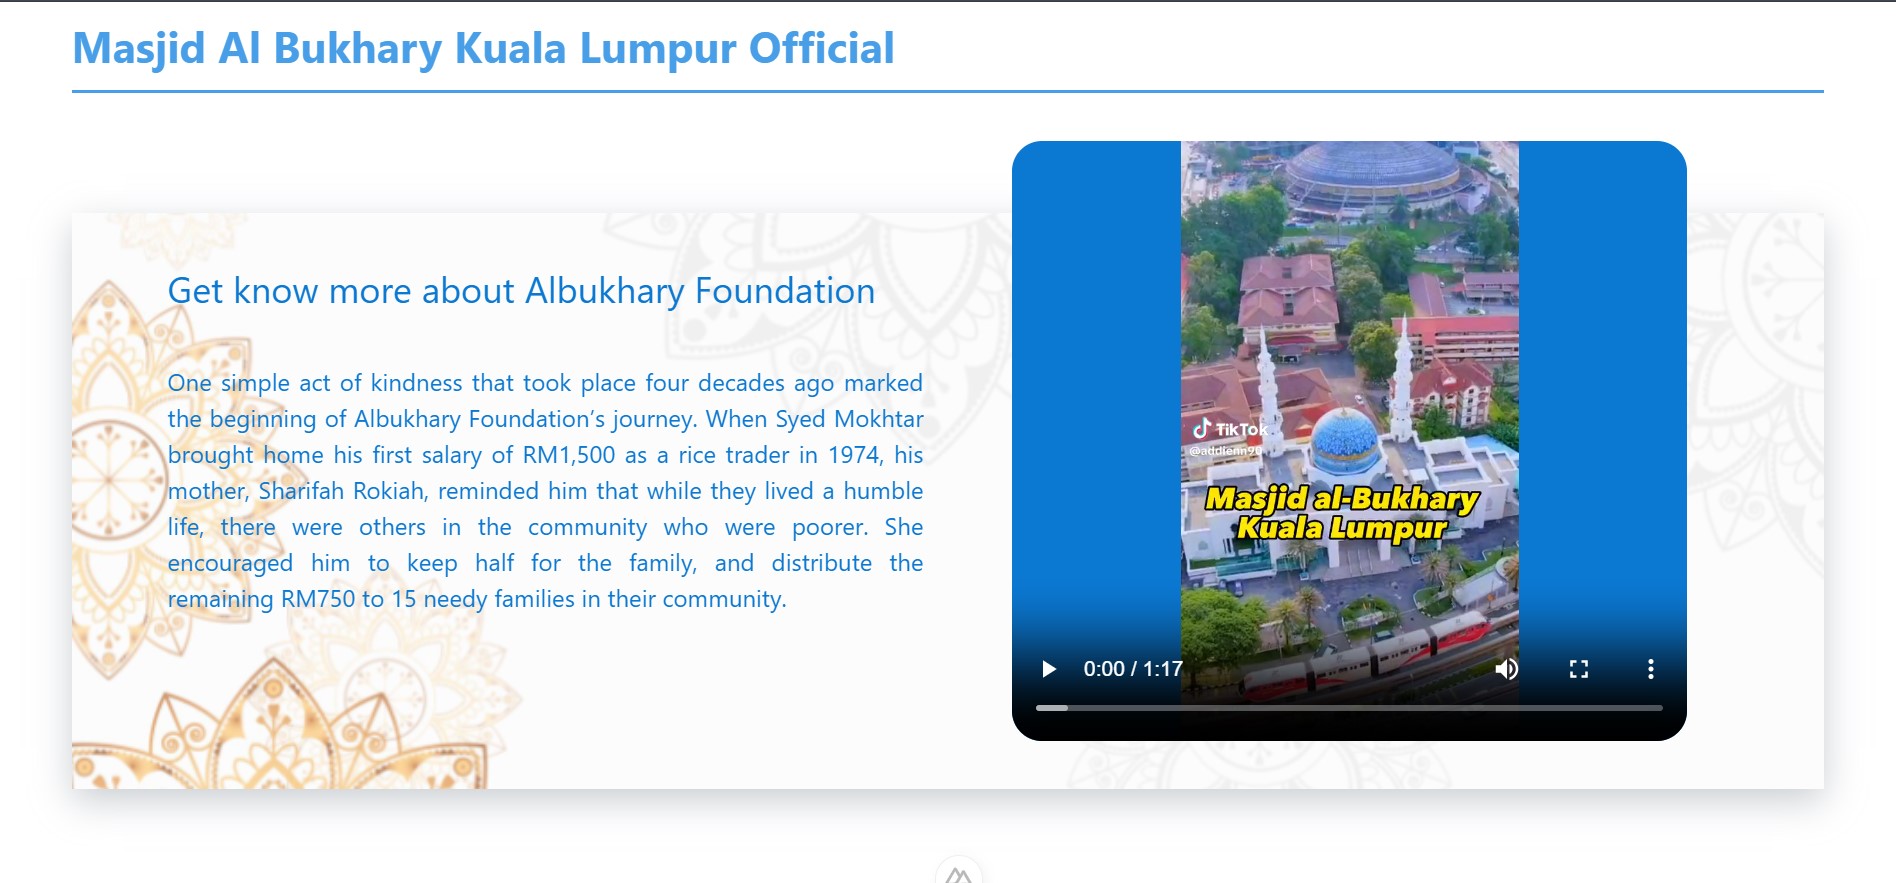 Masjid Al Bukhary Kuala Lumpur Official
Get know more about Albukhary Foundation
One simple act of kindness that took place four decades ago marked
the beginning of Albukhary Foundation’s journey. When Syed Mokhtar
brought home his first salary of RM1,500 as a rice trader in 1974, his
mother, Sharifah Rokiah, reminded him that while they lived a humble
life, there were others in the community who were poorer. She
encouraged him to keep half for the family, and distribute the
remaining RM750 to 15 needy families in their community.
TikTok
@addienn90
Masjid al-Bukhary
Kuala Lumpur
0:00 / 1:17